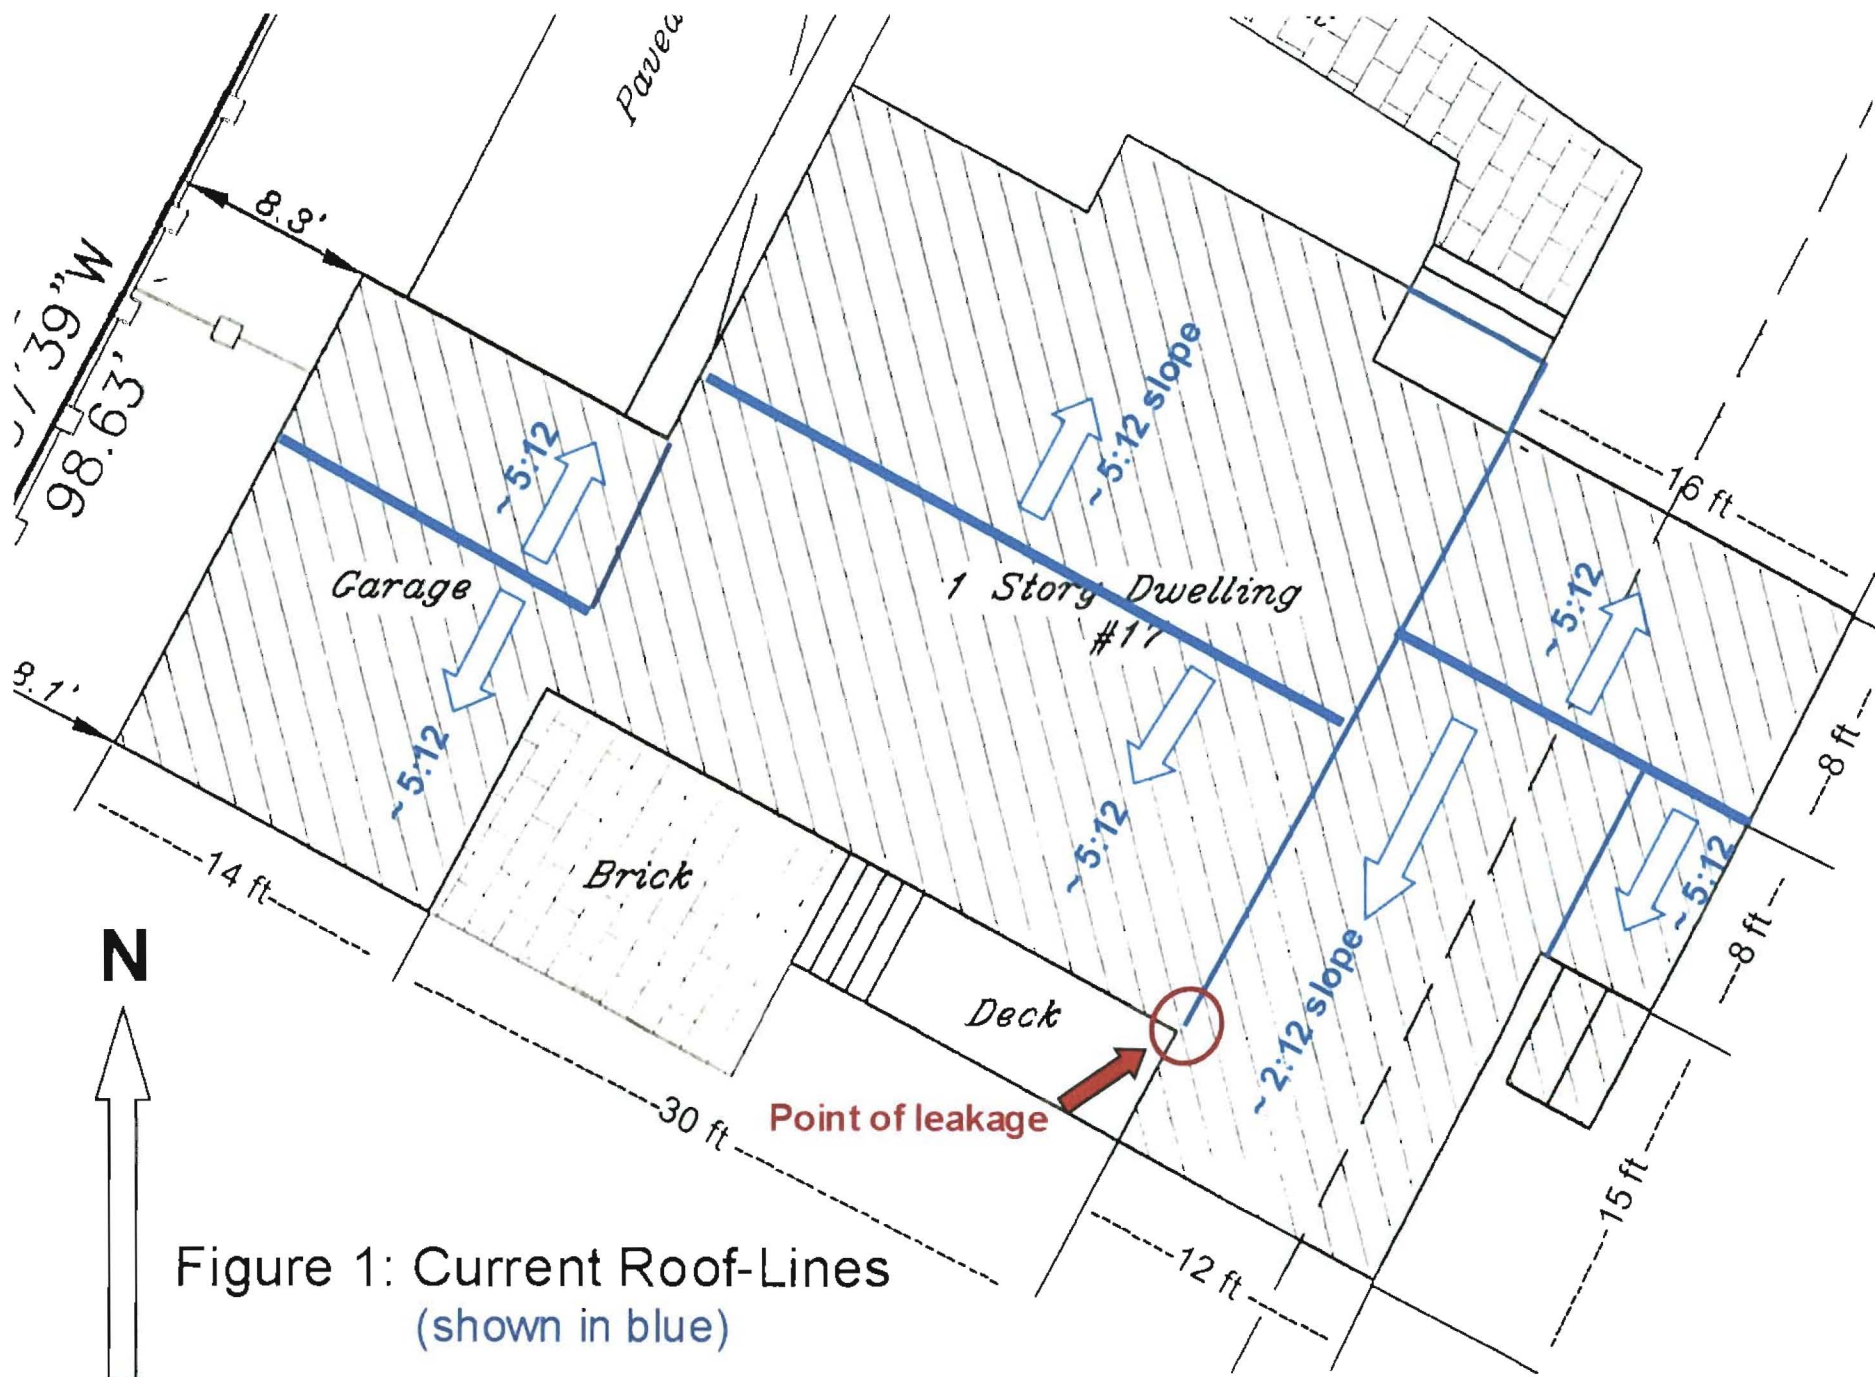 Paved
8.3'
39"W
98.63'
~ 5:12 slope
~ 5:12
16 ft
Garage
1 Story Dwelling
#17
~ 5:12
8.1'
~ 5:12
~ 5:12
8 ft
~ 5:12
14 ft
Brick
8 ft
N
~ 2:12 slope
Deck
Point of leakage
30 ft
15 ft
12 ft
Figure 1: Current Roof-Lines
(shown in blue)